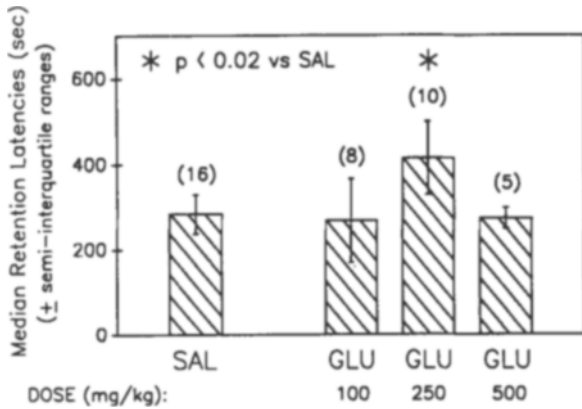 Median Retention Latencies (sec)
(± semi-interquartile ranges)
600
400
200
0
* p < 0.02 vs SAL
*
(16)
(8)
(10)
(5)
SAL
GLU
GLU
GLU
DOSE (mg/kg):
100
250
500